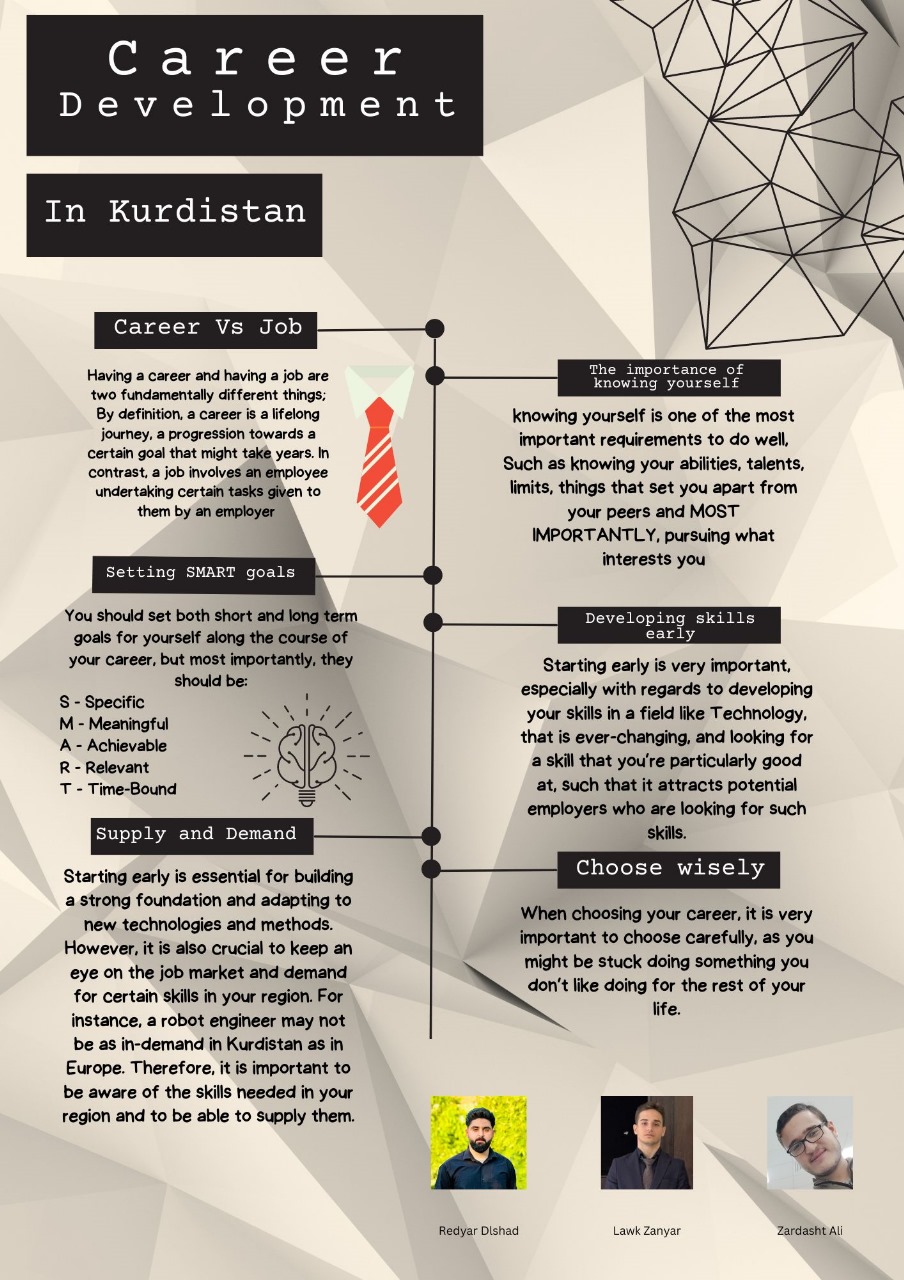 Career
Development
In Kurdistan
Career Vs Job
Having a career and having a job are
two fundamentally different things;
By definition, a career is a lifelong
journey, a progression towards a
certain goal that might take years. In
contrast, a job involves an employee
undertaking certain tasks given to
them by an employer
The importance of
knowing yourself
knowing yourself is one of the most
important requirements to do well,
Such as knowing your abilities, talents,
limits, things that set you apart from
your peers and MOST
IMPORTANTLY, pursuing what
interests you
Setting SMART goals
You should set both short and long term
goals for yourself along the course of
your career, but most importantly, they
should be:
S - Specific
M - Meaningful
A - Achievable
R - Relevant
T - Time-Bound
Developing skills
early
Starting early is very important,
especially with regards to developing
your skills in a field like Technology,
that is ever-changing, and looking for
a skill that you're particularly good
at, such that it attracts potential
employers who are looking for such
skills.
Supply and Demand
Starting early is essential for building
a strong foundation and adapting to
new technologies and methods.
However, it is also crucial to keep an
eye on the job market and demand
for certain skills in your region. For
instance, a robot engineer may not
be as in-demand in Kurdistan as in
Europe. Therefore, it is important to
be aware of the skills needed in your
region and to be able to supply them.
Choose wisely
When choosing your career, it is very
important to choose carefully, as you
might be stuck doing something you
don't like doing for the rest of your
life.
Redyar Dlshad
Lawk Zanyar
Zardasht Ali